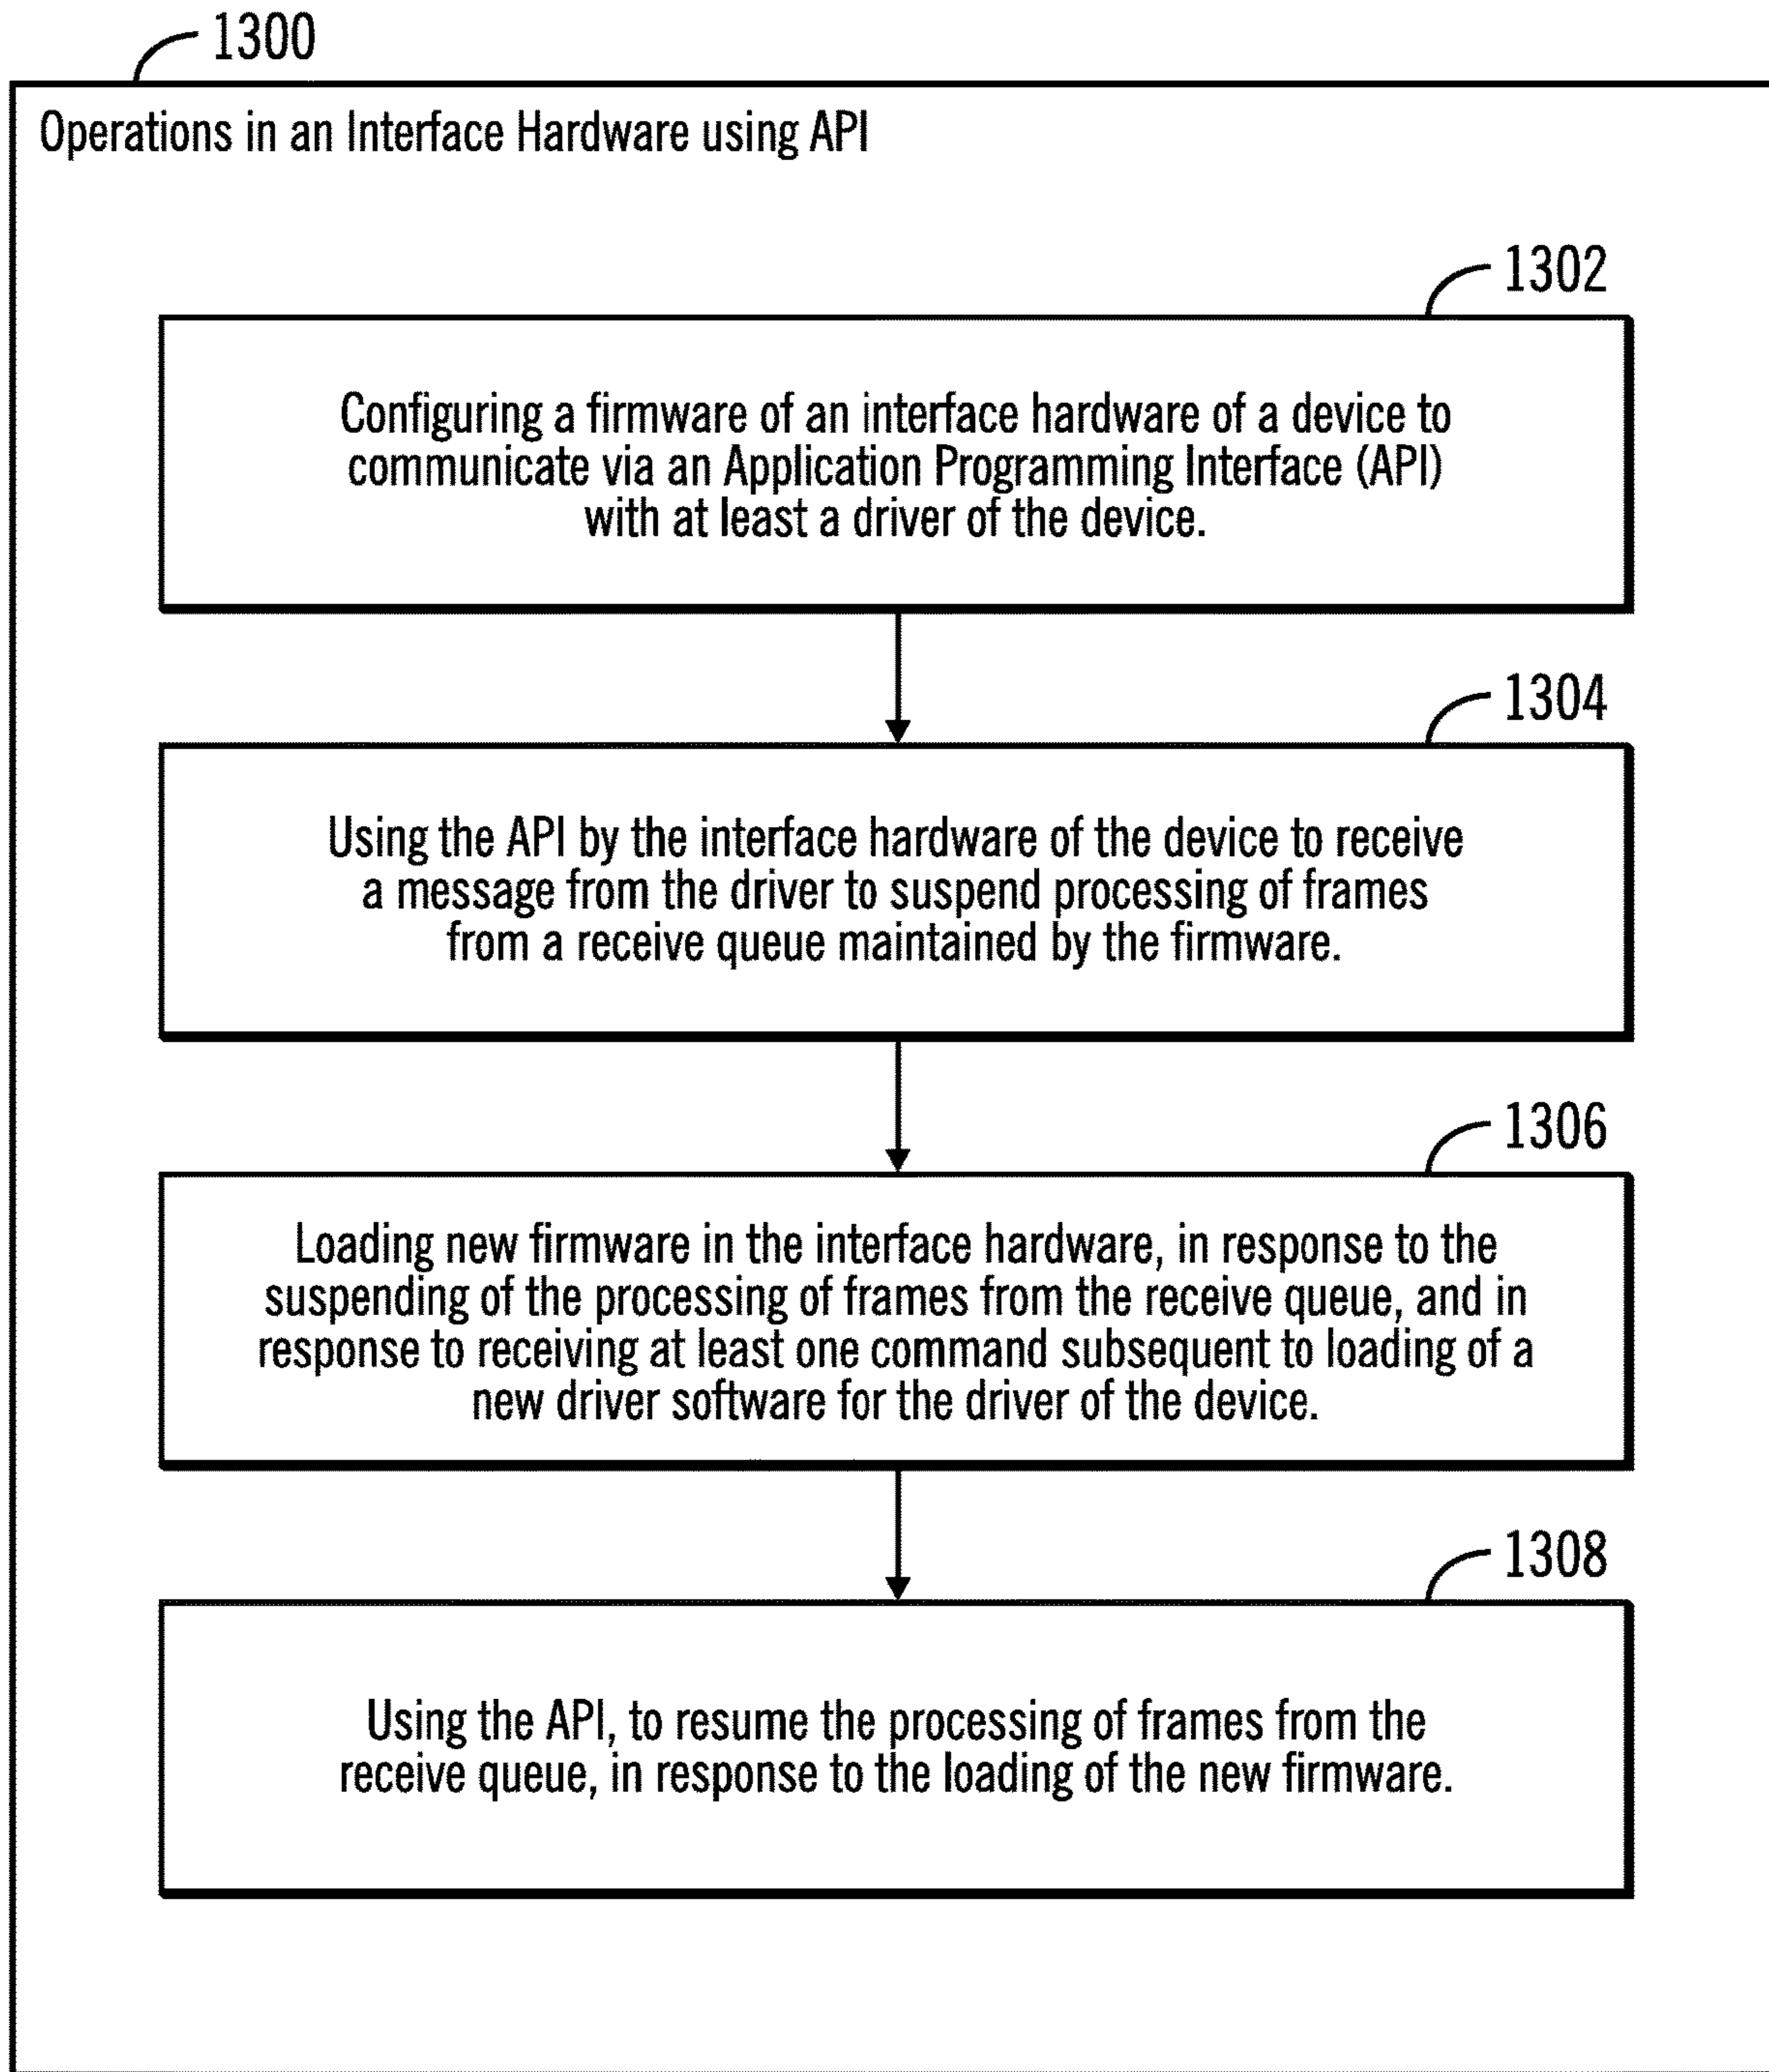 1300
Operations in an Interface Hardware using API
1302
Configuring a firmware of an interface hardware of a device to
communicate via an Application Programming Interface (API)
with at least a driver of the device.
1304
Using the API by the interface hardware of the device to receive
a message from the driver to suspend processing of frames
from a receive queue maintained by the firmware.
1306
Loading new firmware in the interface hardware, in response to the
suspending of the processing of frames from the receive queue, and in
response to receiving at least one command subsequent to loading of a
new driver software for the driver of the device.
1308
Using the API, to resume the processing of frames from the
receive queue, in response to the loading of the new firmware.